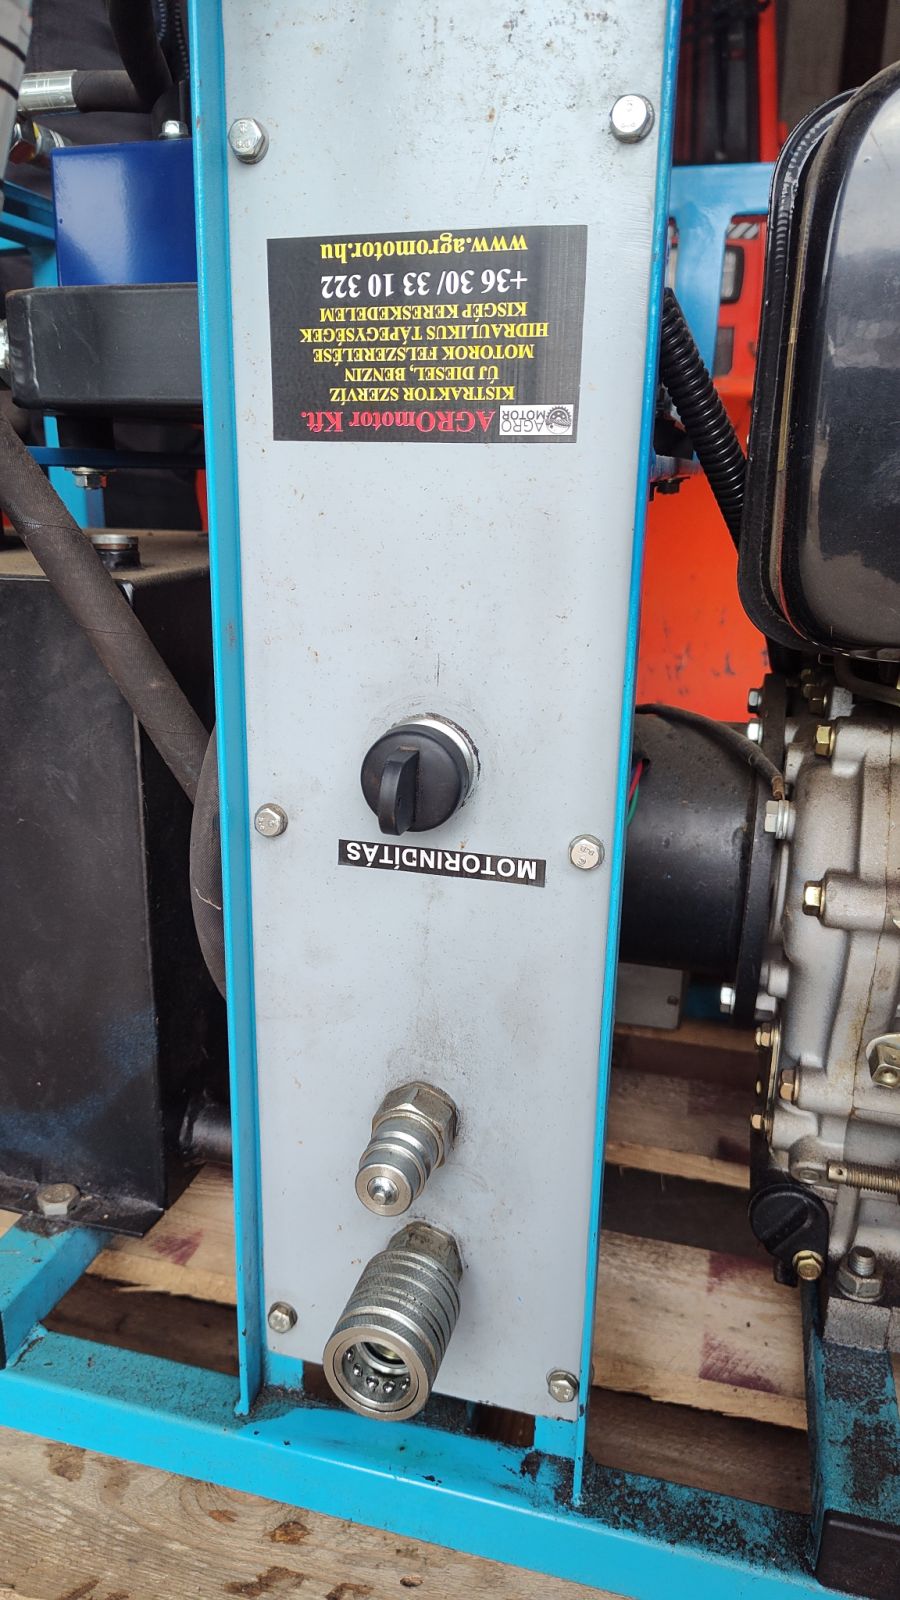 AGRO
MOTOR
AGROmotor Kft.
KISTRAKTOR SZERVÍZ
ÚJ DIESEL, BENZIN
MOTOROK FELSZERELÉSE
HIDRAULIKUS TÁPEGYSÉGEK
KISGÉP KERESKEDELEM
+36 30/ 33 10 322
www.agromotor.hu
MOTORINDÍTÁS